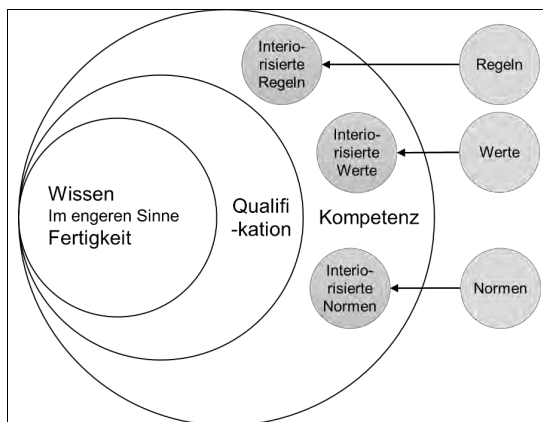 Wissen
Im engeren Sinne
Fertigkeit
Qualifi
-kation
Kompetenz
Interio-
risierte
Regeln
Regeln
Interio-
risierte
Werte
Werte
Interio-
risierte
Normen
Normen